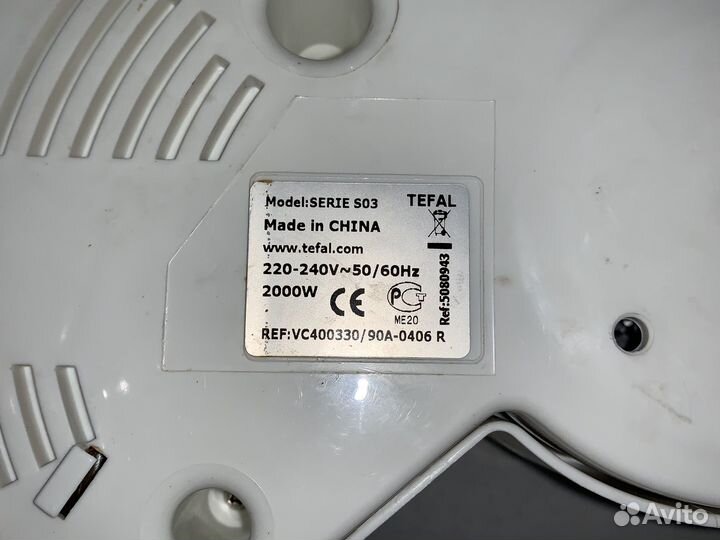 Model:SERIE S03 TEFAL
Made in CHINA
www.tefal.com
220-240V~50/60Hz
2000W CE
PCT
ME20
REF:VC400330/90A-0406 R
Ref:5080943
Avito